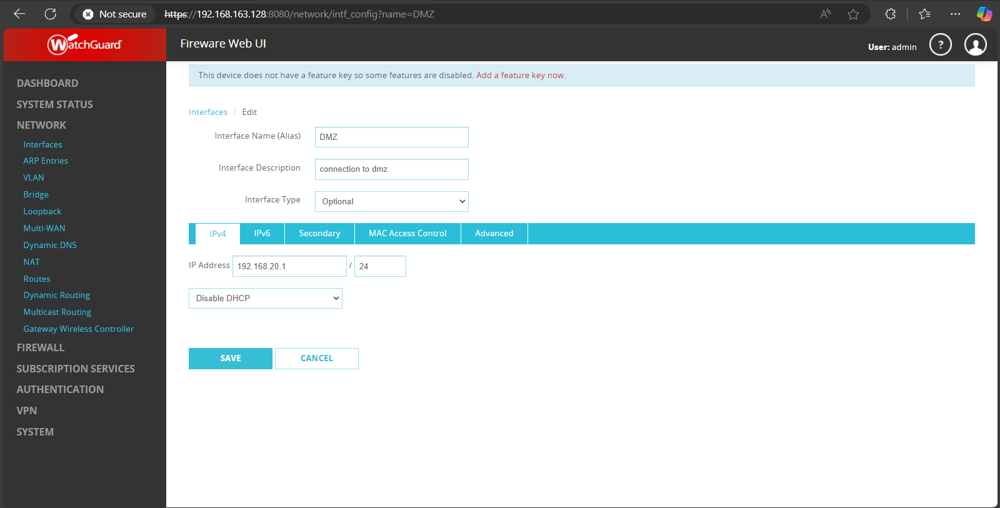 Not secure https://192.168.163.128:8080/network/intf_config?name=DMZ
WatchGuard
Fireware Web UI
User: admin
?
This device does not have a feature key so some features are disabled. Add a feature key now.
DASHBOARD
SYSTEM STATUS
NETWORK
Interfaces
ARP Entries
VLAN
Bridge
Loopback
Multi-WAN
Dynamic DNS
NAT
Routes
Dynamic Routing
Multicast Routing
Gateway Wireless Controller
FIREWALL
SUBSCRIPTION SERVICES
AUTHENTICATION
VPN
SYSTEM
Interfaces / Edit
Interface Name (Alias) DMZ
Interface Description connection to dmz
Interface Type Optional
IPv4 IPv6 Secondary MAC Access Control Advanced
IP Address 192.168.20.1 / 24
Disable DHCP
SAVE CANCEL